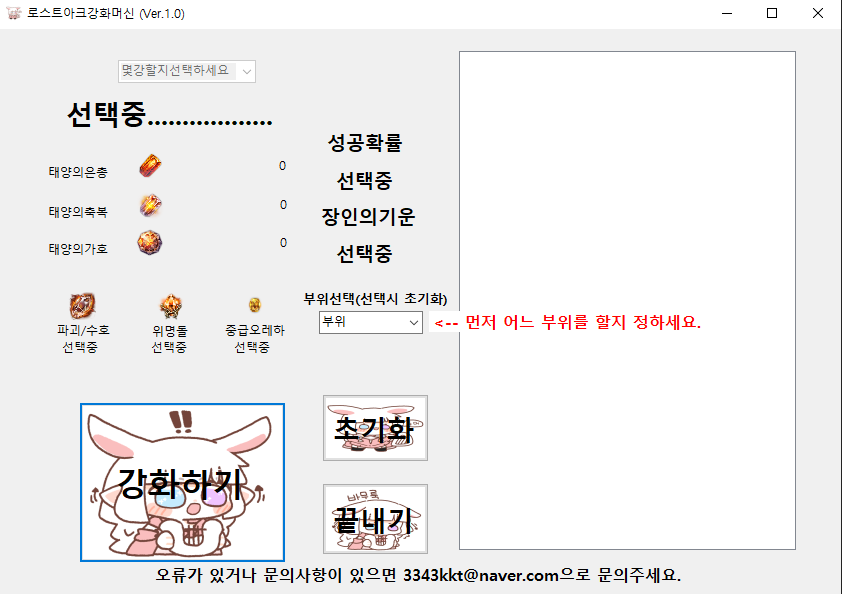 로스트아크강화머신 (Ver.1.0)
몇강할지선택하세요
선택중..................
태양의은총 0
태양의축복 0
태양의가호 0
성공확률
선택중
장인의기운
선택중
파괴/수호
선택중
위명돌
선택중
중급오레하
선택중
부위선택(선택시 초기화)
부위
<-- 먼저 어느 부위를 할지 정하세요.
!!
강화하기
초기화
바무룩
끝내기
오류가 있거나 문의사항이 있으면 3343kkt@naver.com으로 문의주세요.